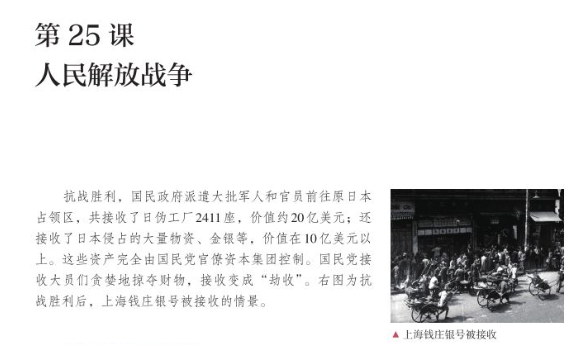 第 25 课
人民解放战争
抗战胜利，国民政府派遣大批军人和官员前往原日本
占领区，共接收了日伪工厂2411座，价值约20亿美元；还
接收了日本侵占的大量物资、金银等，价值在10亿美元以
上。这些资产完全由国民党官僚资本集团控制。国民党接
收大员们贪婪地掠夺财物，接收变成“劫收”。右图为抗
战胜利后，上海钱庄银号被接收的情景。
▲ 上海钱庄银号被接收